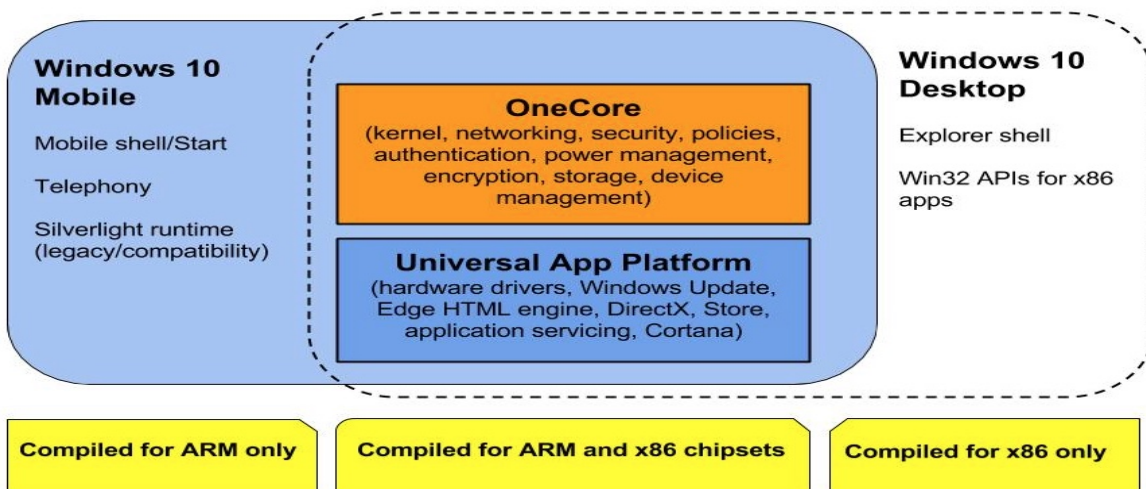 Windows 10
Mobile
Mobile shell/Start
Telephony
Silverlight runtime
(legacy/compatibility)
OneCore
(kernel, networking, security, policies,
authentication, power management,
encryption, storage, device
management)
Universal App Platform
(hardware drivers, Windows Update,
Edge HTML engine, DirectX, Store,
application servicing, Cortana)
Windows 10
Desktop
Explorer shell
Win32 APIs for x86
apps
Compiled for ARM only
Compiled for ARM and x86 chipsets
Compiled for x86 only